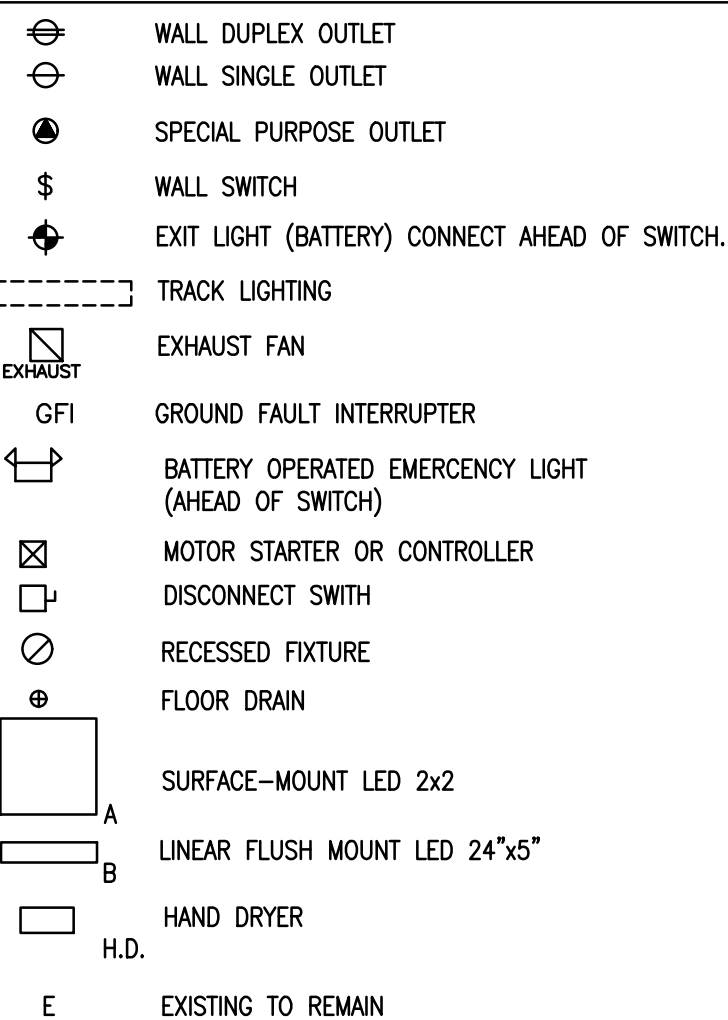 WALL DUPLEX OUTLET
WALL SINGLE OUTLET
SPECIAL PURPOSE OUTLET
$ WALL SWITCH
EXIT LIGHT (BATTERY) CONNECT AHEAD OF SWITCH.
TRACK LIGHTING
EXHAUST FAN
EXHAUST
GFI GROUND FAULT INTERRUPTER
BATTERY OPERATED EMERCENCY LIGHT
(AHEAD OF SWITCH)
MOTOR STARTER OR CONTROLLER
DISCONNECT SWITH
RECESSED FIXTURE
FLOOR DRAIN
SURFACE-MOUNT LED 2x2
A
LINEAR FLUSH MOUNT LED 24"x5"
B
HAND DRYER
H.D.
E EXISTING TO REMAIN